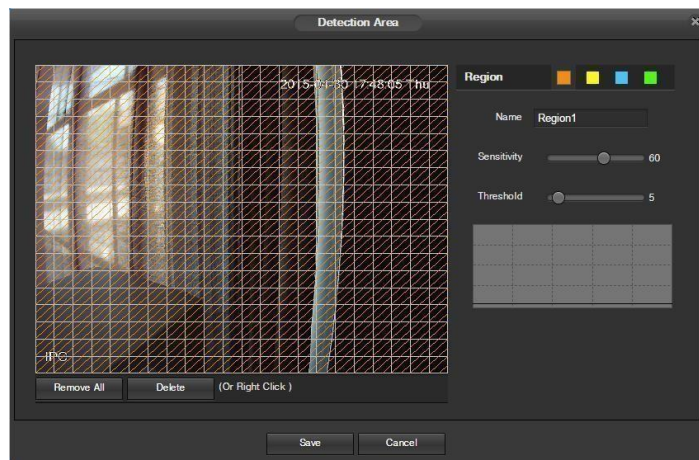 Detection Area
2015-04-30 17:48:05 Thu
IPC
Remove All
Delete
(Or Right Click )
Region
Name
Region1
Sensitivity
60
Threshold
5
Save
Cancel